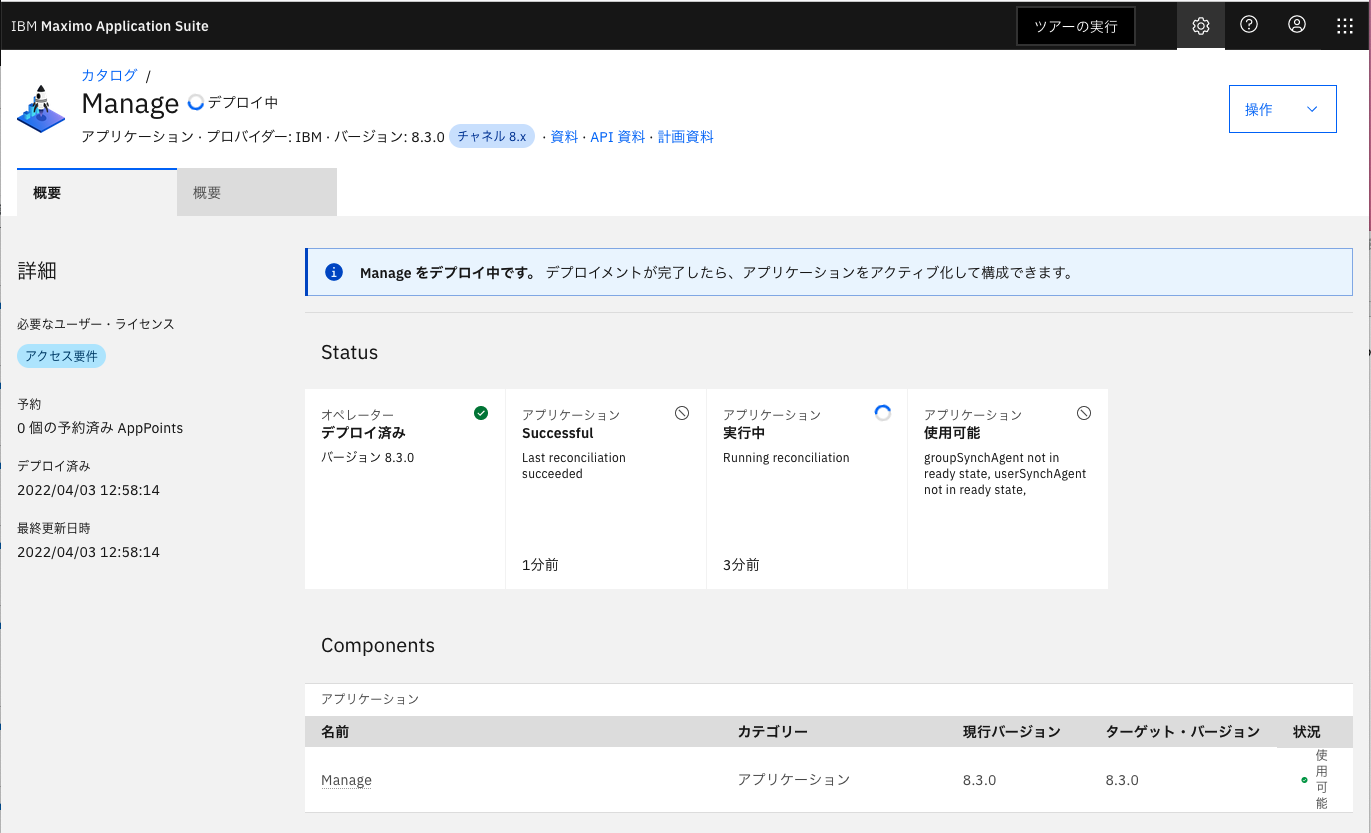 IBM Maximo Application Suite
ツアーの実行
カタログ /
Manage デプロイ中
操作
アプリケーション · プロバイダー: IBM · バージョン: 8.3.0 チャネル 8.x · 資料 · API 資料 · 計画資料
概要 概要
詳細
Manage をデプロイ中です。 デプロイメントが完了したら、アプリケーションをアクティブ化して構成できます。
必要なユーザー・ライセンス
アクセス要件
予約
0 個の予約済み AppPoints
デプロイ済み
2022/04/03 12:58:14
最終更新日時
2022/04/03 12:58:14
Status
オペレーター
デプロイ済み
バージョン 8.3.0
アプリケーション
Successful
Last reconciliation
succeeded
1分前
アプリケーション
実行中
Running reconciliation
3分前
アプリケーション
使用可能
groupSynchAgent not in
ready state, userSynchAgent
not in ready state,
Components
アプリケーション
名前 カテゴリー 現行バージョン ターゲット・バージョン 状況
Manage アプリケーション 8.3.0 8.3.0 使用可能